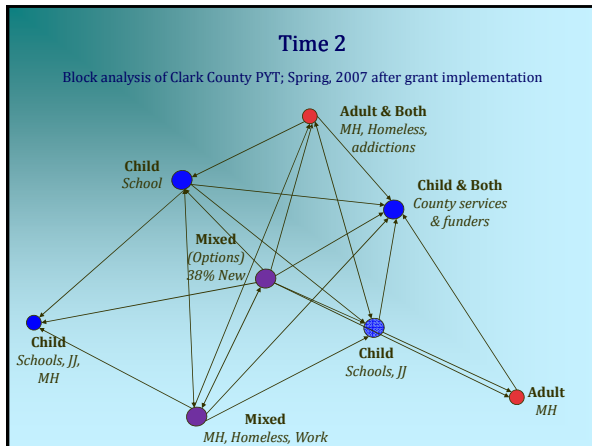 Time 2
Block analysis of Clark County PYT; Spring, 2007 after grant implementation
Adult & Both
MH, Homeless,
addictions
Child
School
Child & Both
County services
& funders
Mixed
(Options)
38% New
Child
Schools, JJ,
MH
Child
Schools, JJ
Adult
MH
Mixed
MH, Homeless, Work